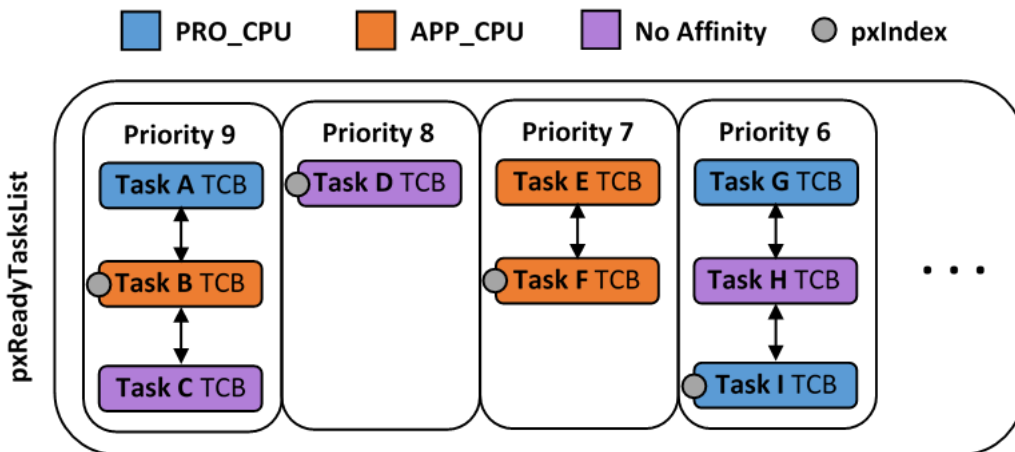 PRO_CPU
APP_CPU
No Affinity
pxIndex
pxReadyTasksList
Priority 9
Task A TCB
Task B TCB
Task C TCB
Priority 8
Task D TCB
Priority 7
Task E TCB
Task F TCB
Priority 6
Task G TCB
Task H TCB
Task I TCB
. . .